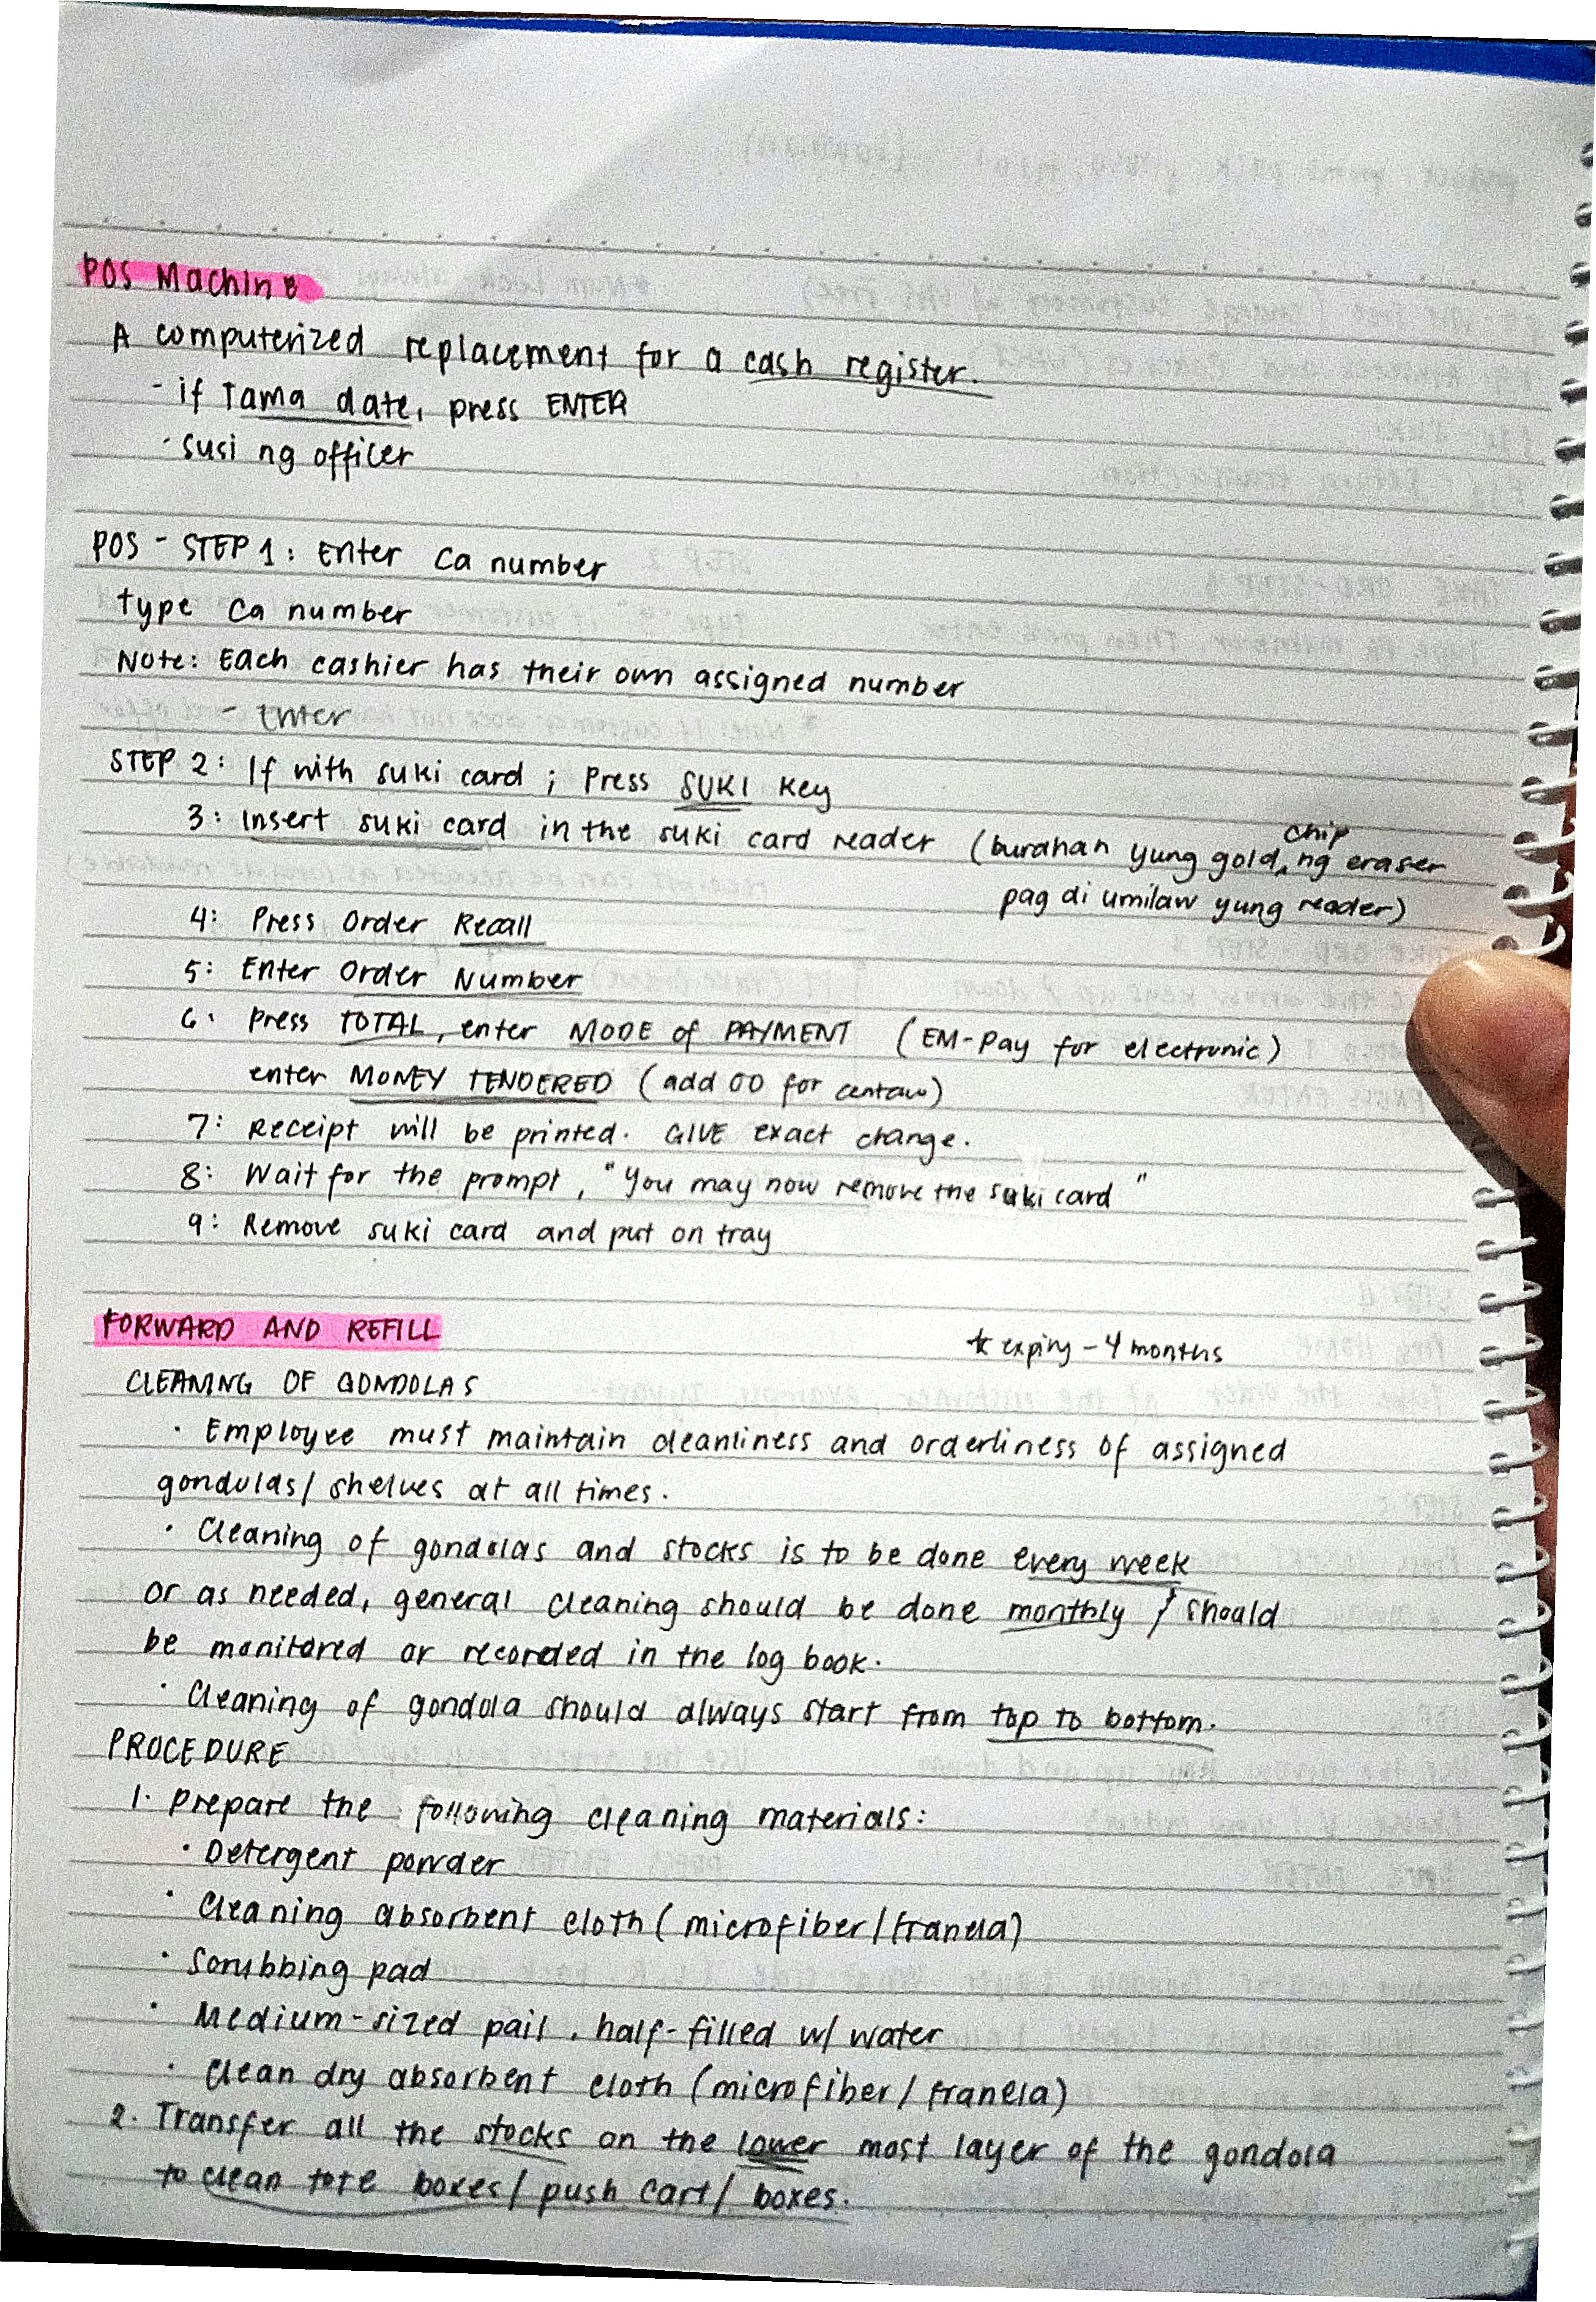 POS Machine
A computerized replacement for a cash register.
- if Tama date, press ENTER
- susi ng officer
POS - STEP 1: Enter Ca number
type Ca number
Note: Each cashier has their own assigned number
- Enter
STEP 2: If with suki card ; Press SUKI key
3: Insert suki card in the suki card reader (burahan yung gold chip ng eraser
pag di umilaw yung reader)
4: Press Order Recall
5: Enter Order Number
6: Press TOTAL, enter MODE of PAYMENT (EM-Pay for electronic)
enter MONEY TENDERED (add 00 for centavo)
7: Receipt will be printed. GIVE exact change.
8: Wait for the prompt, "You may now remove the suki card"
9: Remove suki card and put on tray
FORWARD AND REFILL
* expiry - 4 months
CLEANING OF GONDOLAS
· Employee must maintain cleanliness and orderliness of assigned
gondolas/ shelves at all times.
· Cleaning of gondolas and stocks is to be done every week
or as needed, general cleaning should be done monthly & should
be monitored or recorded in the log book.
· Cleaning of gondola should always start from top to bottom.
PROCEDURE
1. Prepare the following cleaning materials:
· Detergent powder
· Cleaning absorbent cloth (microfiber/franela)
· Scrubbing pad
· Medium-sized pail, half-filled w/ water
· Clean dry absorbent cloth (microfiber/franela)
2. Transfer all the stocks on the lower most layer of the gondola
to clean tote boxes/ push cart/ boxes.